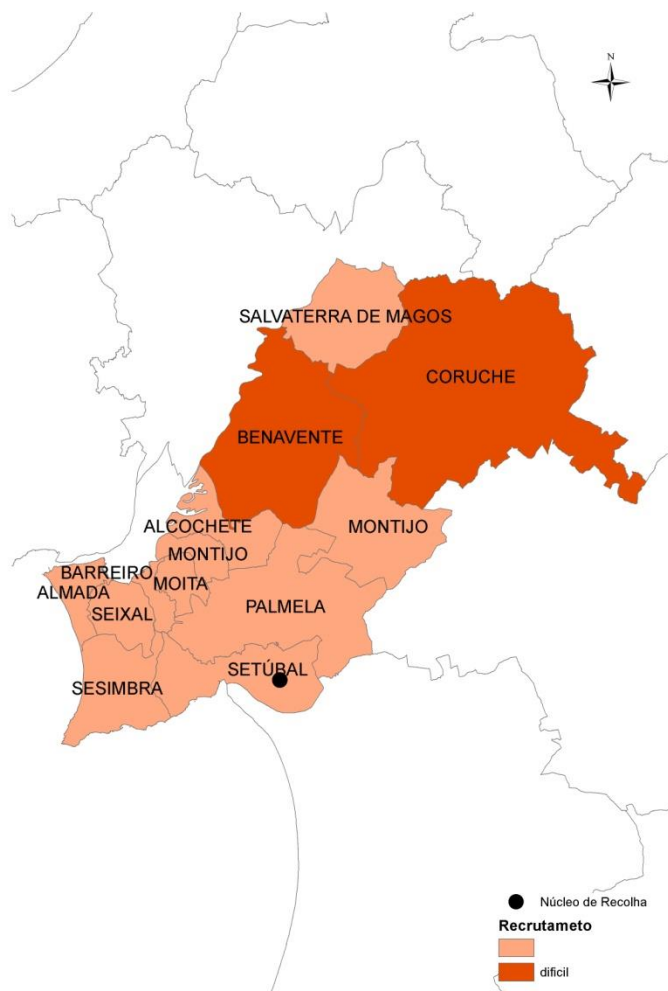 N
SALVATERRA DE MAGOS
CORUCHE
BENAVENTE
ALCOCHETE
MONTIJO
MONTIJO
BARREIRO
MOITA
ALMADA
SEIXAL
PALMELA
SETÚBAL
SESIMBRA
Núcleo de Recolha
Recrutameto
dificil